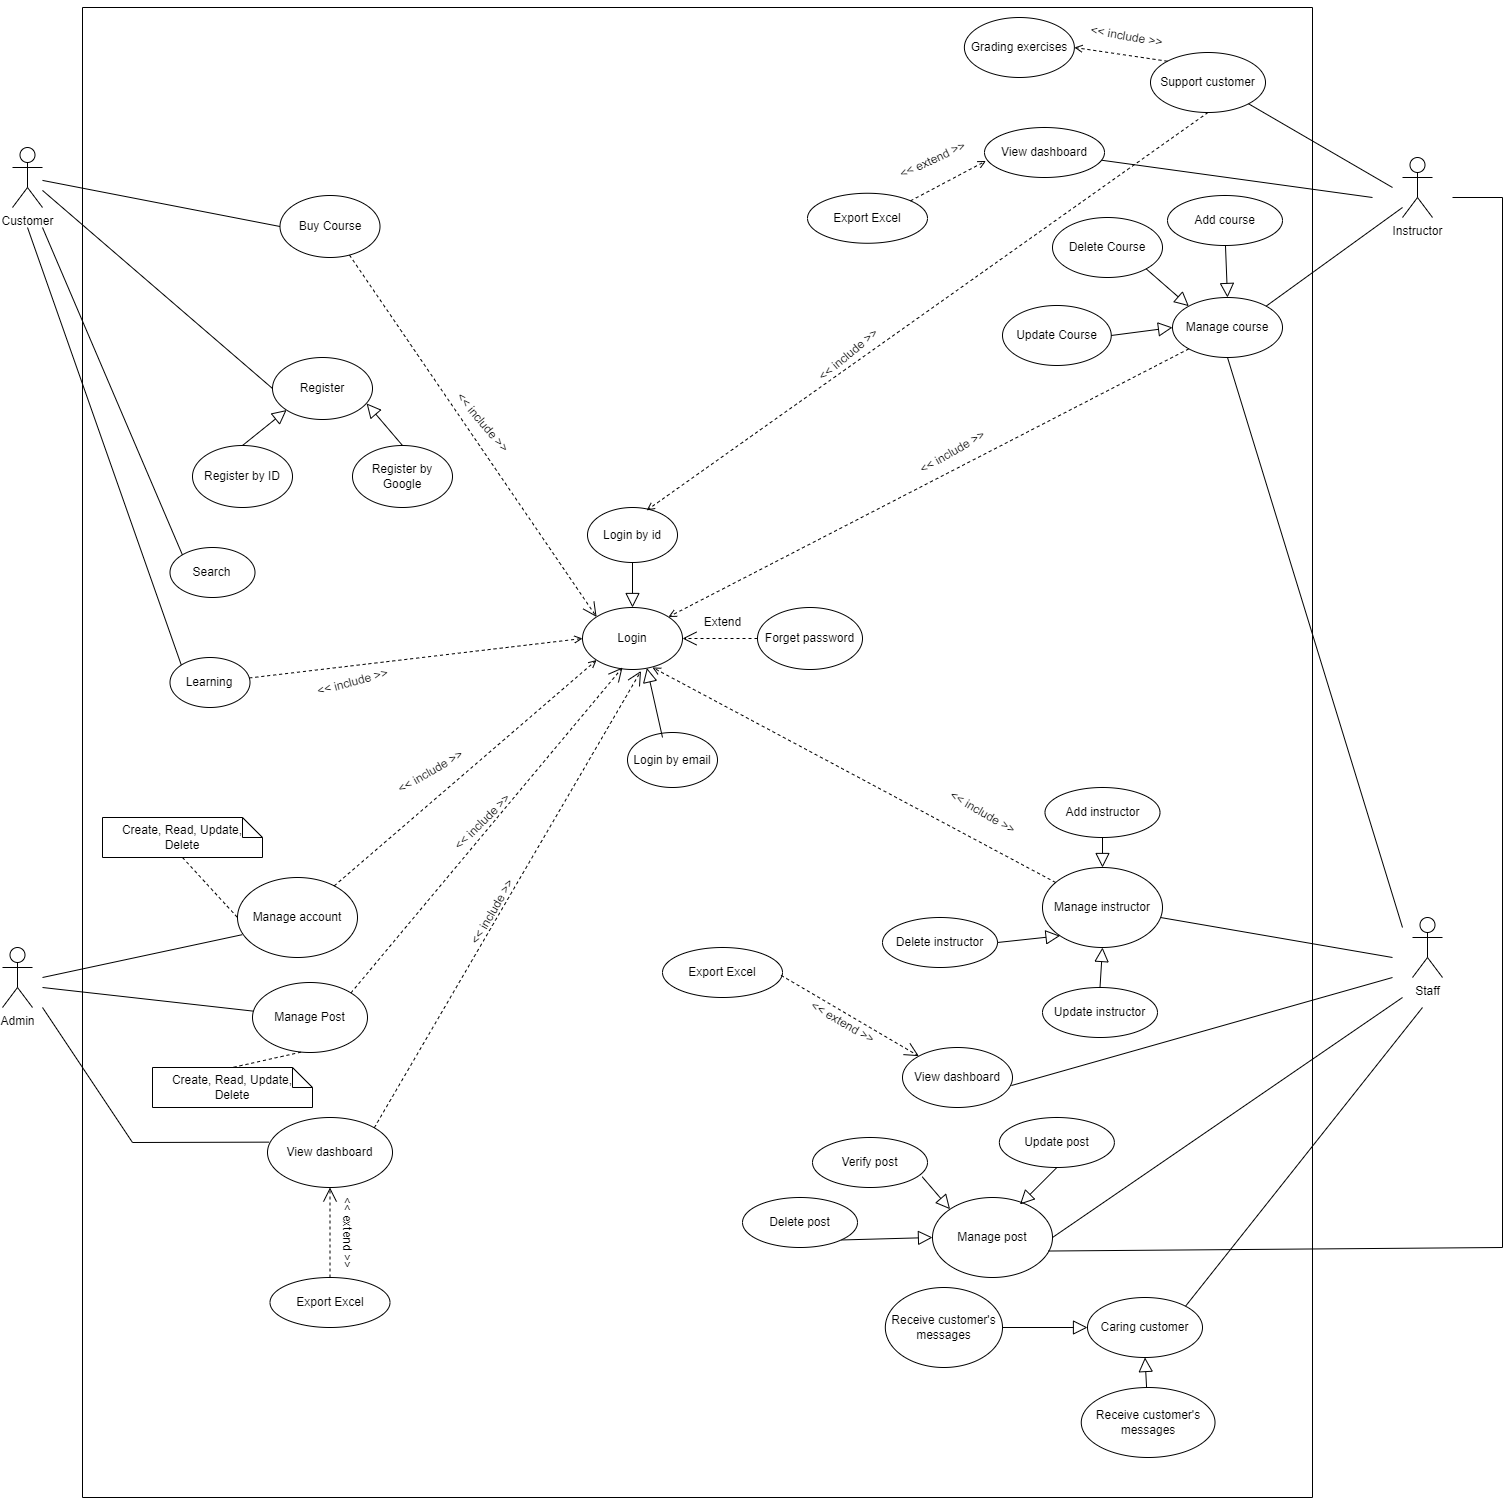 Grading exercises
<< include >>
Support customer
<< extend >>
View dashboard
Customer
Buy Course
Export Excel
Add course
Instructor
Delete Course
Update Course
Manage course
<< include >>
Register
<< include >>
<< include >>
Register by ID
Register by
Google
Login by id
Search
Login
Extend
Forget password
Learning
<< include >>
Login by email
<< include >>
<< include >>
<< include >>
Add instructor
Create, Read, Update,
Delete
Manage account
<< include >>
Manage instructor
Delete instructor
Export Excel
Admin
Manage Post
<< extend >>
Update instructor
Staff
Create, Read, Update,
Delete
View dashboard
View dashboard
Update post
Verify post
<< extend >>
Delete post
Manage post
Export Excel
Receive customer's
messages
Caring customer
Receive customer's
messages